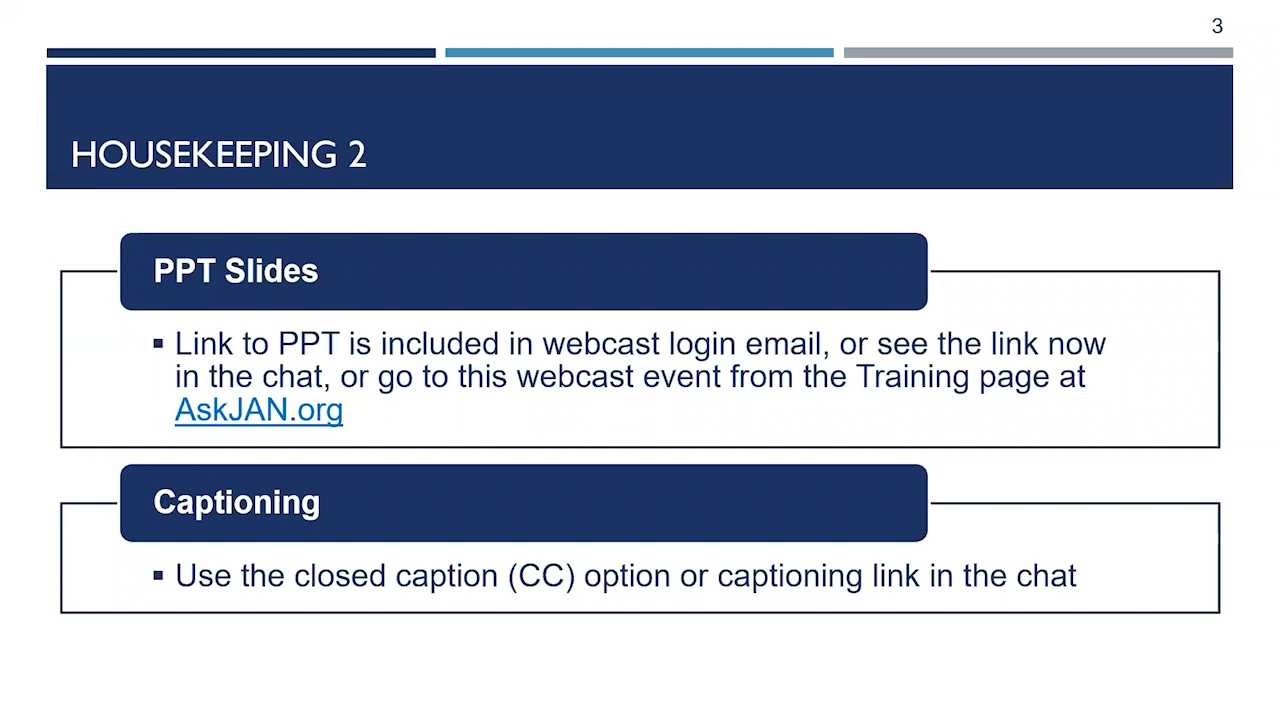 3
HOUSEKEEPING 2
PPT Slides
▪ Link to PPT is included in webcast login email, or see the link now
in the chat, or go to this webcast event from the Training page at
AskJAN.org
Captioning
▪ Use the closed caption (CC) option or captioning link in the chat